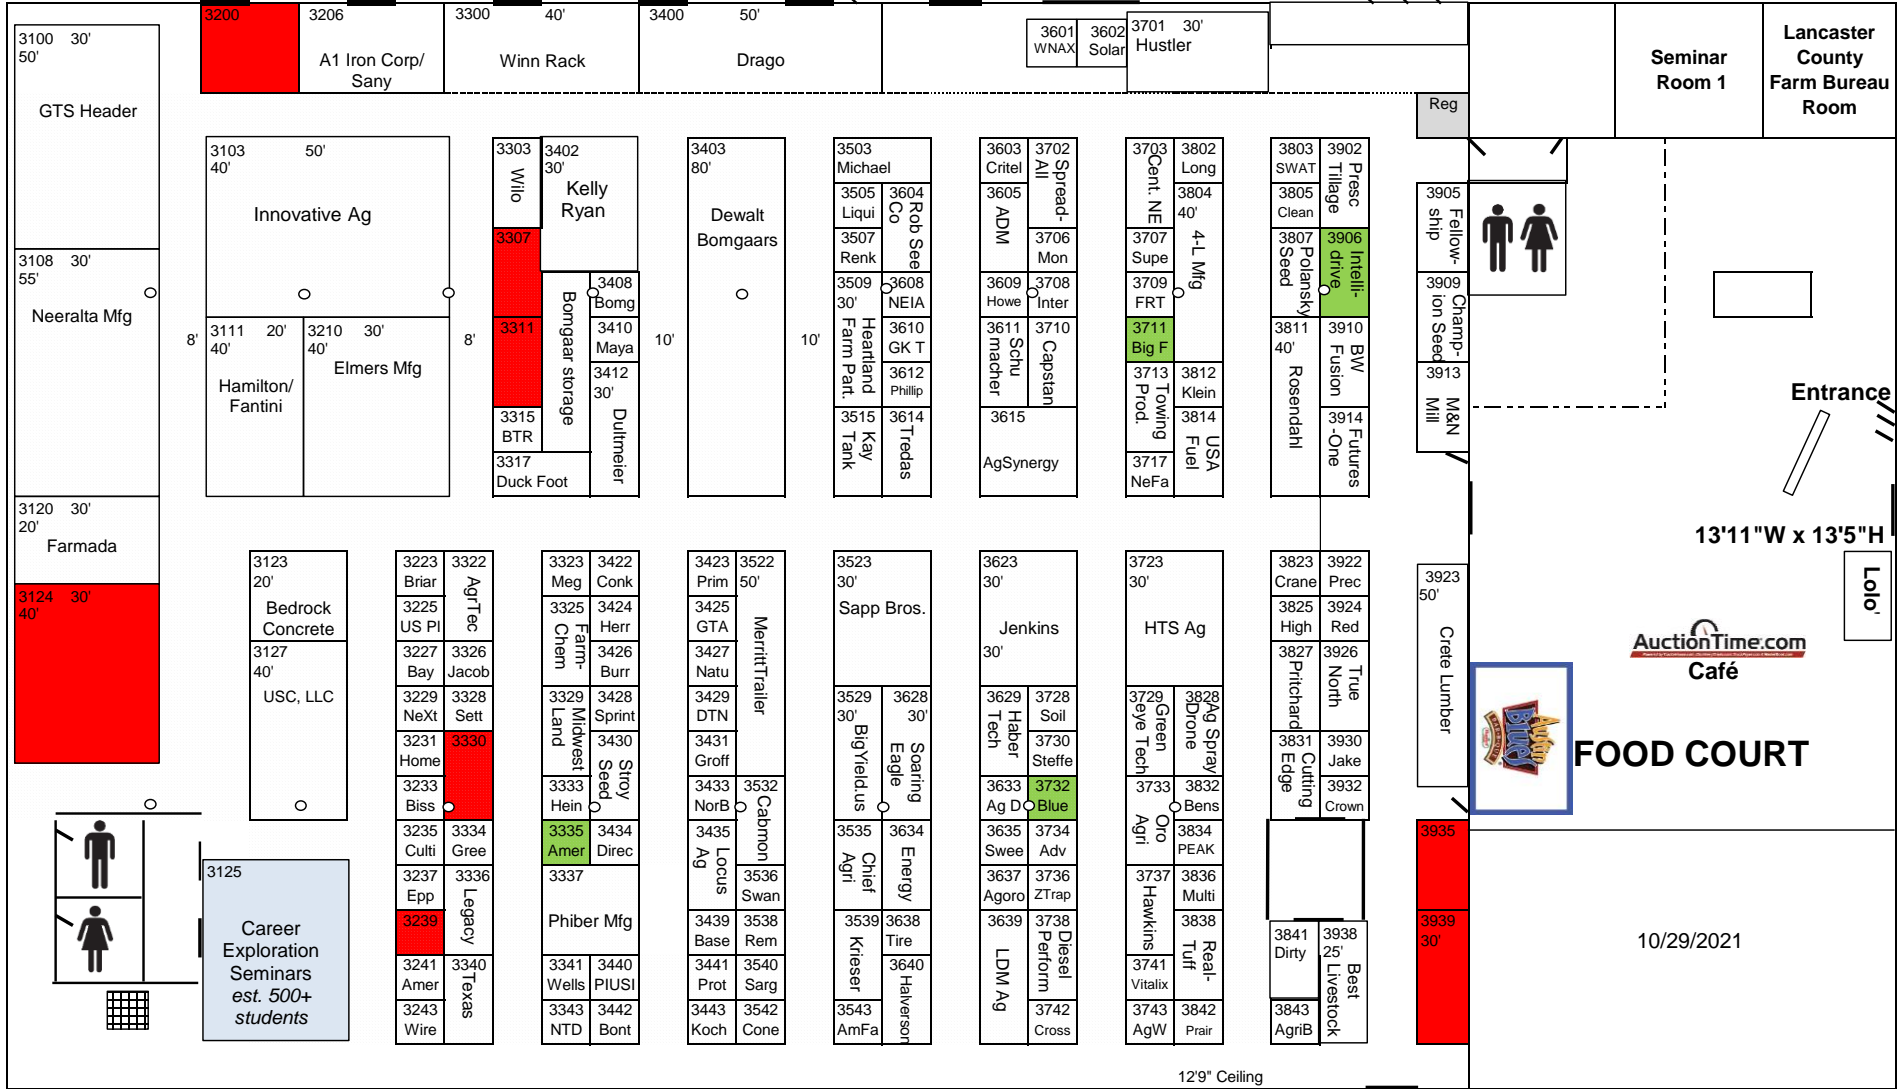 3200
3206
A1 Iron Corp/
Sany
3300 40'
Winn Rack
3400 50'
Drago
3601
WNAX
3602
Solar
3701 30'
Hustler
Seminar
Room 1
Lancaster
County
Farm Bureau
Room
Reg
3100 30'
50'
GTS Header
3108 30'
55'
Neeralta Mfg
3120 30'
20'
Farmada
3124 30'
40'
8'
3103 50'
40'
Innovative Ag
3111 20'
40'
Hamilton/
Fantini
3210 30'
40'
Elmers Mfg
8'
3303
Wilo
3402
30'
Kelly
Ryan
3307
3311
3315
BTR
3317
Duck Foot
Bomgaar storage
3408
Bomg
3410
Maya
3412
30'
Dultmeier
10'
3403
80'
Dewalt
Bomgaars
10'
3503
Michael
3505
Liqui
3604
Rob See
Co
3507
Renk
3509
30'
Heartland
Farm Part.
3608
NEIA
3610
GK T
3612
Phillip
3515
Kay
Tank
3614
Tredas
3603
Critel
3702
Spread-
All
3605
ADM
3706
Mon
3609
Howe
3708
Inter
3611
Schu
macher
3710
Capstan
3615
AgSynergy
3703
Cent. NE
3802
Long
3804
40'
4-L Mfg
3707
Supe
3709
FRT
3711
Big F
3713
Towing
Prod.
3812
Klein
3814
USA
Fuel
3717
NeFa
3803
SWAT
3902
Presc
Tillage
3805
Clean
3807
Polansky
Seed
3906
Intelli-
drive
3811
40'
Rosendahl
3910
BW
Fusion
3914
Futures
-One
3905
Fellow-
ship
3909
Champ-
ion Seed
3913
M&N
Mill
Entrance
13'11"W x 13'5"H
Lolo'
AuctionTime.com
Café
FOOD COURT
10/29/2021
3123
20'
Bedrock
Concrete
3127
40'
USC, LLC
3125
Career
Exploration
Seminars
est. 500+
students
3223
Briar
3322
AgrTec
3225
US Pl
3227
Bay
3326
Jacob
3229
NeXt
3328
Sett
3231
Home
3330
3233
Biss
3235
Culti
3334
Gree
3237
Epp
3336
Legacy
3239
3241
Amer
3340
Texas
3243
Wire
3323
Meg
3422
Conk
3325
Farm-
Chem
3424
Herr
3426
Burr
3329
Midwest
Land
3428
Sprint
3430
Stroy
Seed
3333
Hein
3335
Amer
3434
Direc
3337
Phiber Mfg
3341
Wells
3440
PIUSI
3343
NTD
3442
Bont
3423
Prim
3522
50'
MerrittTrailer
3425
GTA
3427
Natu
3429
DTN
3431
Groff
3433
NorB
3532
Cabmon
3435
Locus
Ag
3536
Swan
3439
Base
3538
Rem
3441
Prot
3540
Sarg
3443
Koch
3542
Cone
3523
30'
Sapp Bros.
3529
30'
BigYield.us
3628
30'
Soaring
Eagle
3535
Chief
Agri
3634
Energy
3539
Krieser
3638
Tire
3640
Halverson
3543
AmFa
3623
30'
Jenkins
30'
3629
Haber
Tech
3728
Soil
3730
Steffe
3633
Ag D
3732
Blue
3635
Swee
3734
Adv
3637
Agoro
3736
ZTrap
3639
LDM Ag
3738
Diesel
Perform
3742
Cross
3723
30'
HTS Ag
3729
Green
eye Tech
3828
Ag Spray
Drone
3733
Oro
Agri
3832
Bens
3834
PEAK
3737
Hawkins
3836
Multi
3838
Real-
Tuff
3741
Vitalix
3743
AgW
3842
Prair
3823
Crane
3922
Prec
3825
High
3924
Red
3827
Pritchard
3926
True
North
3831
Cutting
Edge
3930
Jake
3932
Crown
3841
Dirty
3938
25'
Best
Livestock
3843
AgriB
3923
50'
Crete Lumber
3935
3939
30'
Austin
Blues
12'9" Ceiling